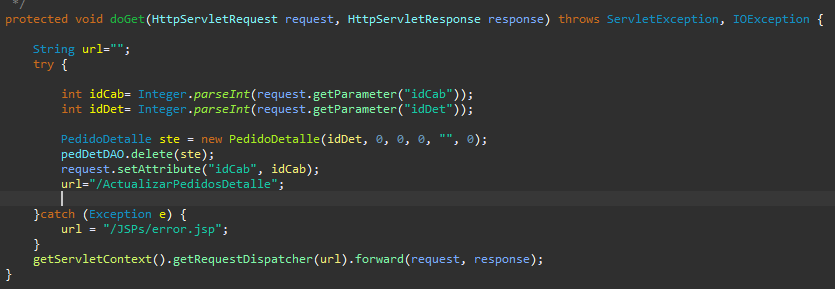 */
protected void doGet(HttpServletRequest request, HttpServletResponse response) throws ServletException, IOException {
String url="";
try {
int idCab= Integer.parseInt(request.getParameter("idCab"));
int idDet= Integer.parseInt(request.getParameter("idDet"));
PedidoDetalle ste = new PedidoDetalle(idDet, 0, 0, 0, "", 0);
pedDetDAO.delete(ste);
request.setAttribute("idCab", idCab);
url="/ActualizarPedidosDetalle";
}catch (Exception e) {
url = "/JSPs/error.jsp";
}
getServletContext().getRequestDispatcher(url).forward(request, response);
}